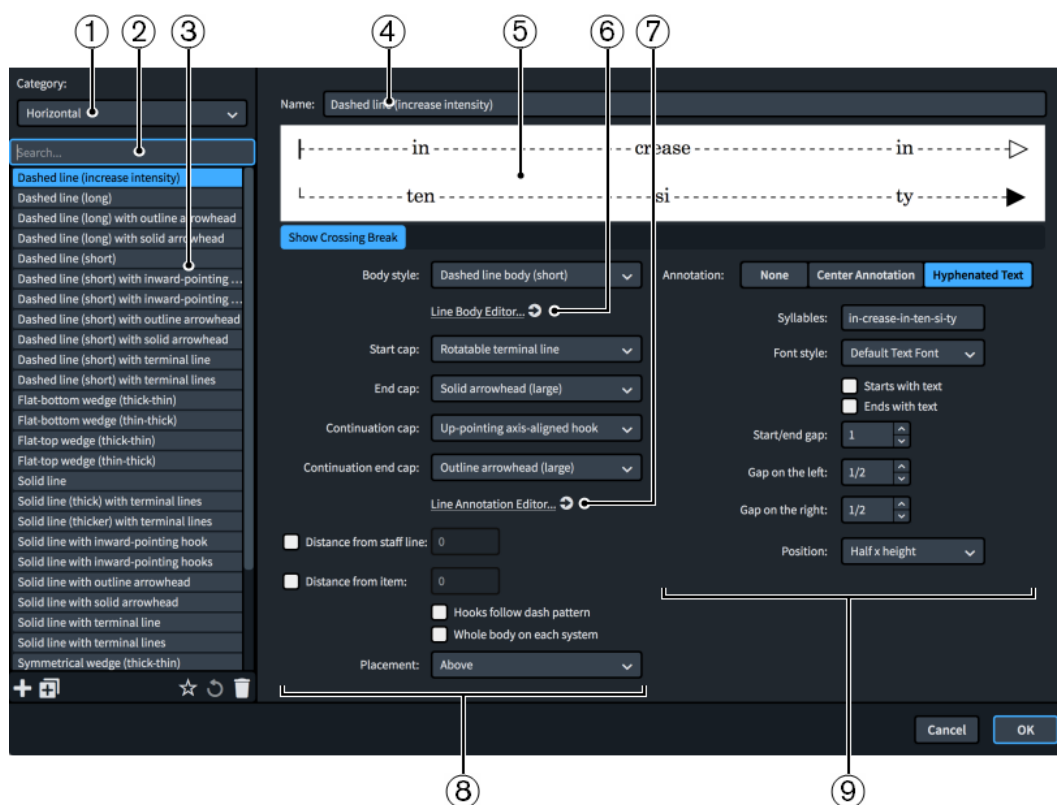 ① ② ③ ④ ⑤ ⑥ ⑦
Category:
Horizontal
Search...
Dashed line (increase intensity)
Dashed line (long)
Dashed line (long) with outline arrowhead
Dashed line (long) with solid arrowhead
Dashed line (short)
Dashed line (short) with inward-pointing ...
Dashed line (short) with inward-pointing ...
Dashed line (short) with outline arrowhead
Dashed line (short) with solid arrowhead
Dashed line (short) with terminal line
Dashed line (short) with terminal lines
Flat-bottom wedge (thick-thin)
Flat-bottom wedge (thin-thick)
Flat-top wedge (thick-thin)
Flat-top wedge (thin-thick)
Solid line
Solid line (thick) with terminal lines
Solid line (thicker) with terminal lines
Solid line with inward-pointing hook
Solid line with inward-pointing hooks
Solid line with outline arrowhead
Solid line with solid arrowhead
Solid line with terminal line
Solid line with terminal lines
Symmetrical wedge (thick-thin)
Name: Dashed line (increase intensity)
in crease in
ten si ty
Show Crossing Break
Body style: Dashed line body (short)
Line Body Editor...
Start cap: Rotatable terminal line
End cap: Solid arrowhead (large)
Continuation cap: Up-pointing axis-aligned hook
Continuation end cap: Outline arrowhead (large)
Line Annotation Editor...
Distance from staff line: 0
Distance from item: 0
Hooks follow dash pattern
Whole body on each system
Placement: Above
Annotation: None Center Annotation Hyphenated Text
Syllables: in-crease-in-ten-si-ty
Font style: Default Text Font
Starts with text
Ends with text
Start/end gap: 1
Gap on the left: 1/2
Gap on the right: 1/2
Position: Half x height
Cancel OK
⑧ ⑨